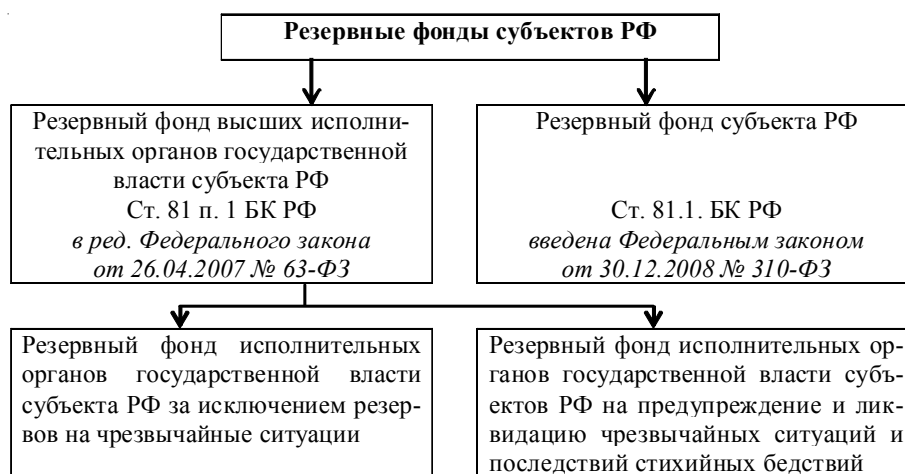 Резервные фонды субъектов РФ
Резервный фонд высших исполни-
тельных органов государственной
власти субъекта РФ
Ст. 81 п. 1 БК РФ
в ред. Федерального закона
от 26.04.2007 № 63-ФЗ
Резервный фонд субъекта РФ
Ст. 81.1. БК РФ
введена Федеральным законом
от 30.12.2008 № 310-ФЗ
Резервный фонд исполнительных
органов государственной власти
субъекта РФ за исключением резер-
вов на чрезвычайные ситуации
Резервный фонд исполнительных ор-
ганов государственной власти субъ-
ектов РФ на предупреждение и лик-
видацию чрезвычайных ситуаций и
последствий стихийных бедствий